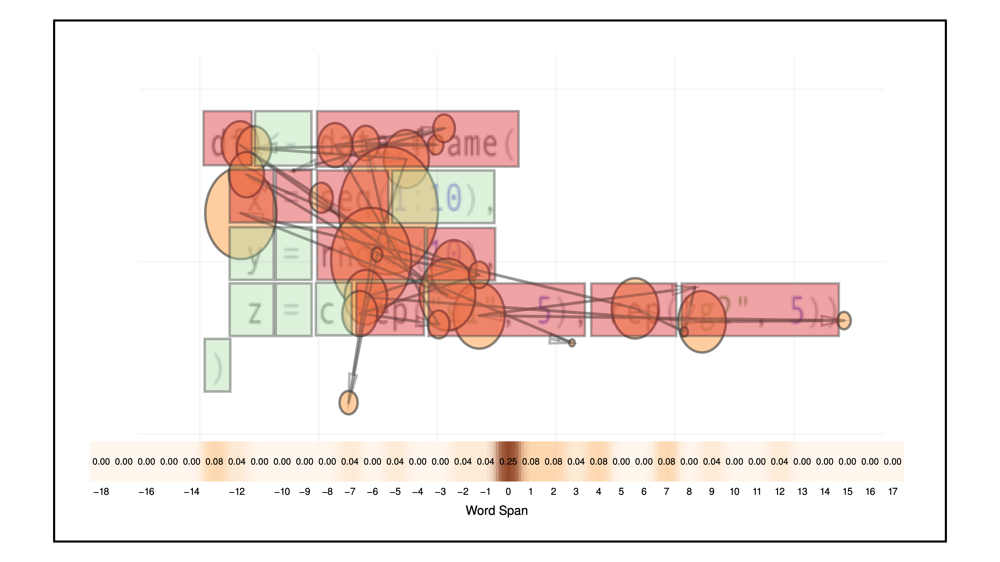 df <- data.frame(
x = seq(1:10),
y = rnorm(10),
z = c(rep("g1", 5), rep("g2", 5))
)
0.00 0.00 0.00 0.00 0.00 0.08 0.04 0.00 0.00 0.00 0.00 0.04 0.00 0.04 0.00 0.00 0.04 0.04 0.25 0.08 0.08 0.04 0.08 0.00 0.00 0.08 0.00 0.04 0.00 0.00 0.04 0.00 0.00 0.00 0.00 0.00
−18 −16 −14 −12 −10 −9 −8 −7 −6 −5 −4 −3 −2 −1 0 1 2 3 4 5 6 7 8 9 10 11 12 13 14 15 16 17
Word Span